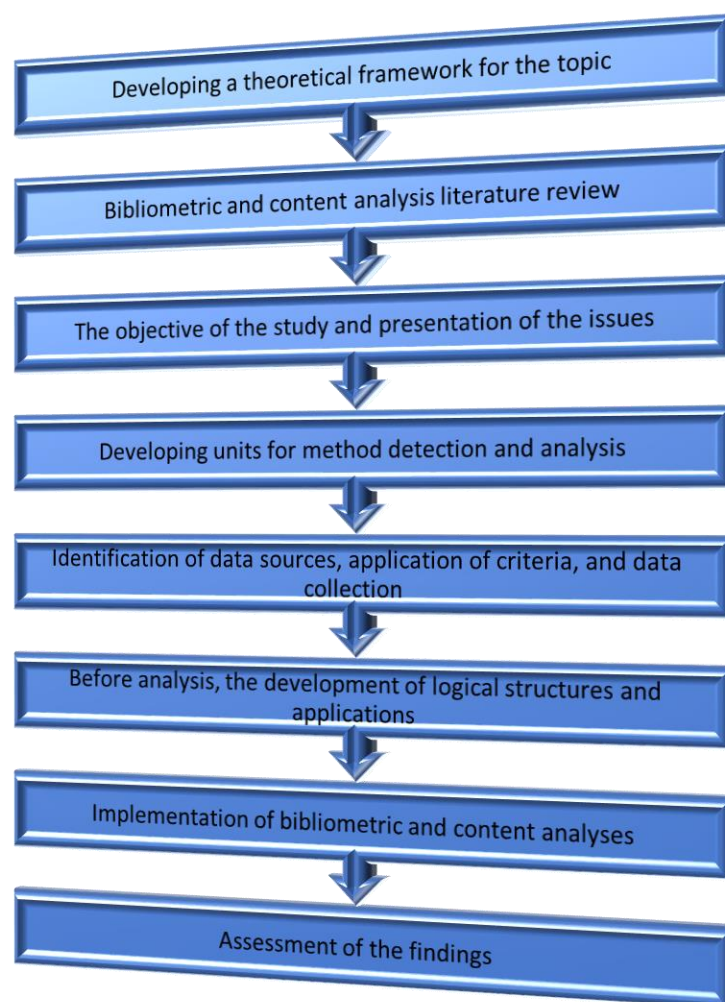 Developing a theoretical framework for the topic
Bibliometric and content analysis literature review
The objective of the study and presentation of the issues
Developing units for method detection and analysis
Identification of data sources, application of criteria, and data
collection
Before analysis, the development of logical structures and
applications
Implementation of bibliometric and content analyses
Assessment of the findings